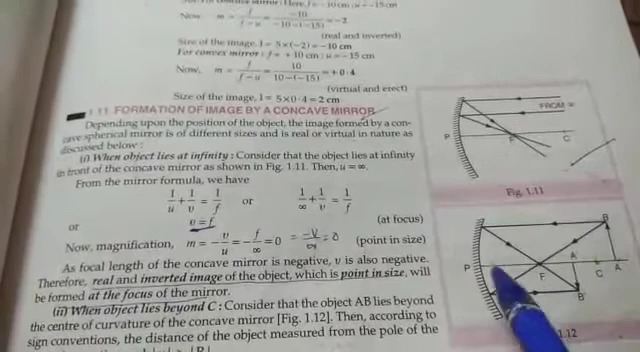 Now m = f/f−u = −10/−10−(−15) = −2
(real and inverted)
Size of the image, I = 5×(−2) = −10 cm
For convex mirror : f = + 10 cm ; u = − 15 cm
Now, m = f/f−u = 10/10−(−15) = +0·4
(virtual and erect)
Size of the image, I = 5×0·4 = 2 cm
1.11. FORMATION OF IMAGE BY A CONCAVE MIRROR
Depending upon the position of the object, the image formed by a con-
cave spherical mirror is of different sizes and is real or virtual in nature as
discussed below :
(i) When object lies at infinity : Consider that the object lies at infinity
in front of the concave mirror as shown in Fig. 1.11. Then, u = ∞.
From the mirror formula, we have
1/u + 1/v = 1/f or 1/∞ + 1/v = 1/f
or v = f (at focus)
Now, magnification, m = −v/u = −f/∞ = 0 = −v/∞ = 0 (point in size)
As focal length of the concave mirror is negative, v is also negative.
Therefore, real and inverted image of the object, which is point in size, will
be formed at the focus of the mirror.
(ii) When object lies beyond C : Consider that the object AB lies beyond
the centre of curvature of the concave mirror [Fig. 1.12]. Then, according to
sign conventions, the distance of the object measured from the pole of the
FROM ∞
P F C
Fig. 1.11
B
P F A' C A
B'
1.12